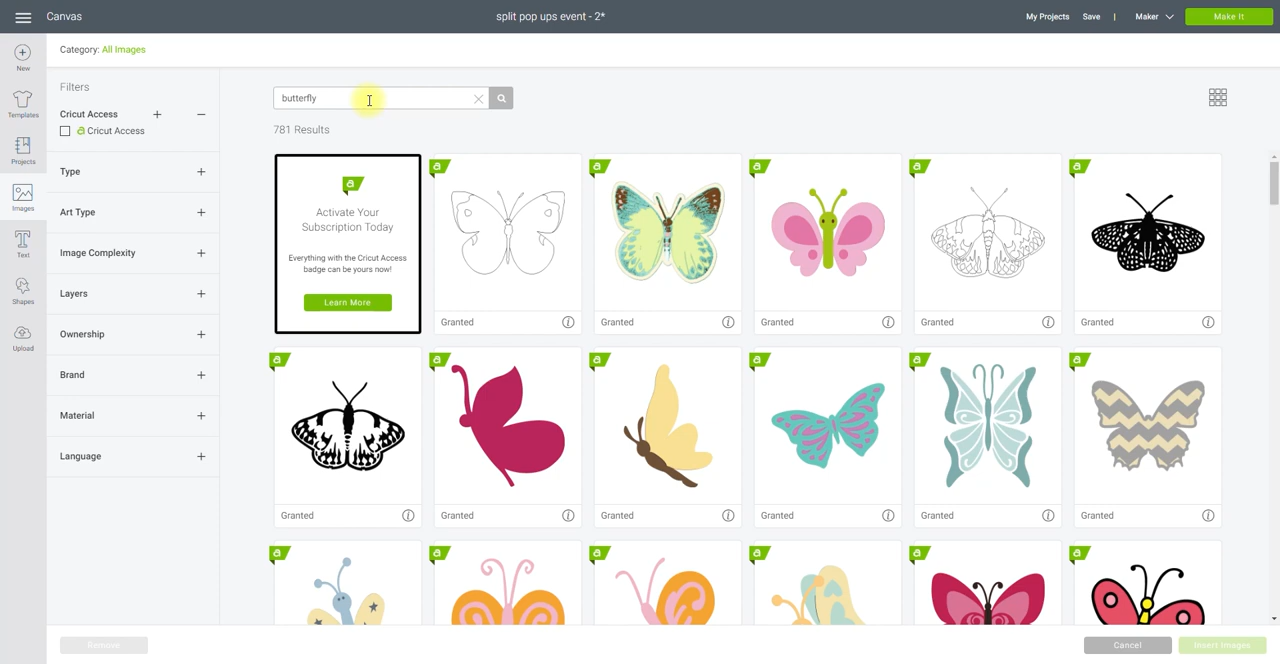 Canvas
split pop ups event - 2*
My Projects Save | Maker Make It
New
Templates
Projects
Images
Text
Shapes
Upload
Category: All Images
Filters
Cricut Access
a Cricut Access
Type
Art Type
Image Complexity
Layers
Ownership
Brand
Material
Language
butterfly
781 Results
a
Activate Your
Subscription Today
Everything with the Cricut Access
badge can be yours now!
Learn More
a
Granted
a
Granted
a
Granted
a
Granted
a
Granted
a
Granted
a
Granted
a
Granted
a
Granted
a
Granted
a
Granted
a
a
a
a
a
a
Remove
Cancel
Insert Images